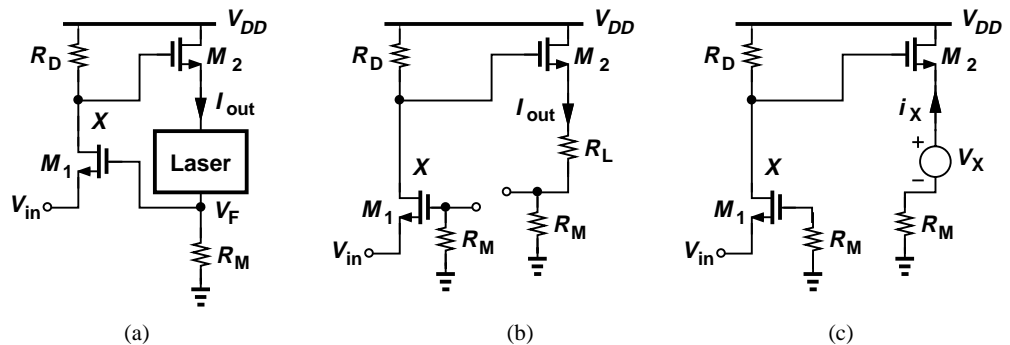 V_DD
R_D
M_2
I_out
X
M_1
Laser
V_in
V_F
R_M
(a)
V_DD
R_D
M_2
I_out
R_L
X
M_1
R_M
R_M
V_in
(b)
V_DD
R_D
M_2
i_X
+
V_X
–
X
M_1
R_M
R_M
V_in
(c)